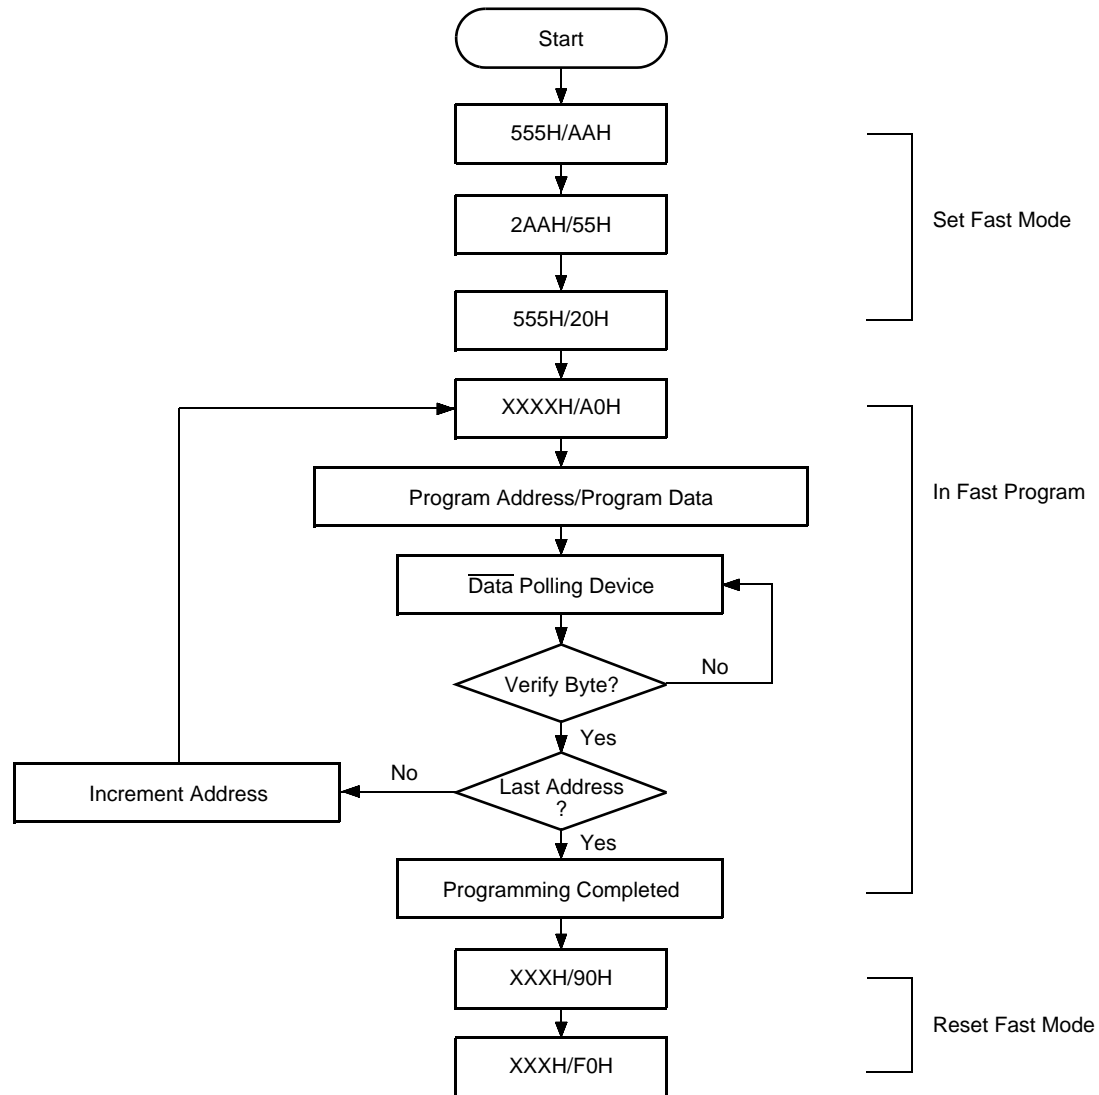 Start
555H/AAH
2AAH/55H
Set Fast Mode
555H/20H
XXXXH/A0H
Program Address/Program Data
In Fast Program
Data Polling Device
Verify Byte?
No
Yes
Last Address
?
No
Increment Address
Yes
Programming Completed
XXXH/90H
Reset Fast Mode
XXXH/F0H